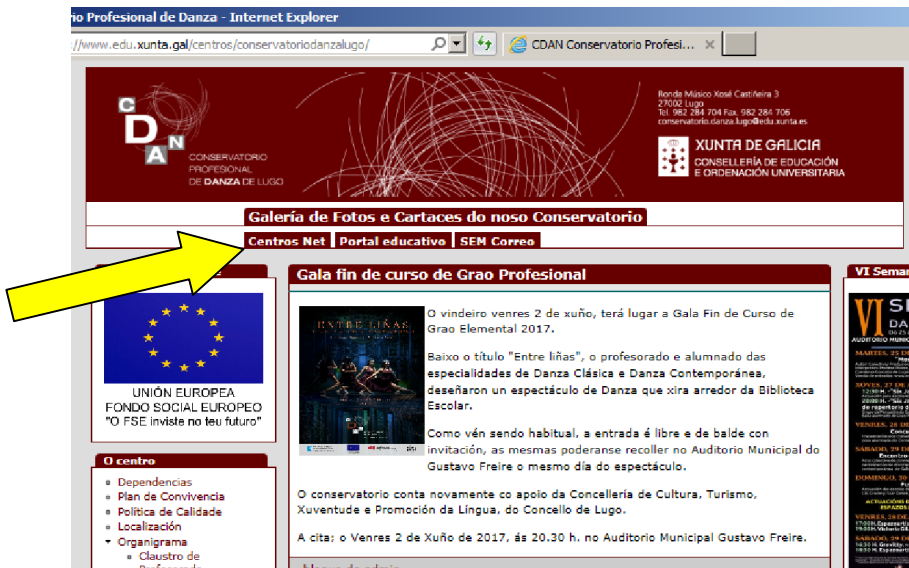 rio Profesional de Danza - Internet Explorer
://www.edu.xunta.gal/centros/conservatoriodanzalugo/
CDAN Conservatorio Profesi...
C
D
A N
CONSERVATORIO
PROFESIONAL
DE DANZA DE LUGO
Ronda Músico Xosé Castiñeira 3
27002 Lugo
Tel. 982 284 704 Fax. 982 284 706
conservatorio.danza.lugo@edu.xunta.es
XUNTA DE GALICIA
CONSELLERÍA DE EDUCACIÓN
E ORDENACIÓN UNIVERSITARIA
Galería de Fotos e Cartaces do noso Conservatorio
Centros Net Portal educativo SEM Correo
UNIÓN EUROPEA
FONDO SOCIAL EUROPEO
"O FSE inviste no teu futuro"
O centro
Dependencias
Plan de Convivencia
Política de Calidade
Localización
Organigrama
Claustro de
Gala fin de curso de Grao Profesional
ENTRE LIÑAS
O vindeiro venres 2 de xuño, terá lugar a Gala Fin de Curso de
Grao Elemental 2017.
Baixo o título "Entre liñas", o profesorado e alumnado das
especialidades de Danza Clásica e Danza Contemporánea,
deseñaron un espectáculo de Danza que xira arredor da Biblioteca
Escolar.
Como vén sendo habitual, a entrada é libre e de balde con
invitación, as mesmas poderanse recoller no Auditorio Municipal do
Gustavo Freire o mesmo día do espectáculo.
O conservatorio conta novamente co apoio da Concellería de Cultura, Turismo,
Xuventude e Promoción da Língua, do Concello de Lugo.
A cita; o Venres 2 de Xuño de 2017, ás 20.30 h. no Auditorio Municipal Gustavo Freire.
VI Seman
VI SE
DA
AUDITORIO MUNIC